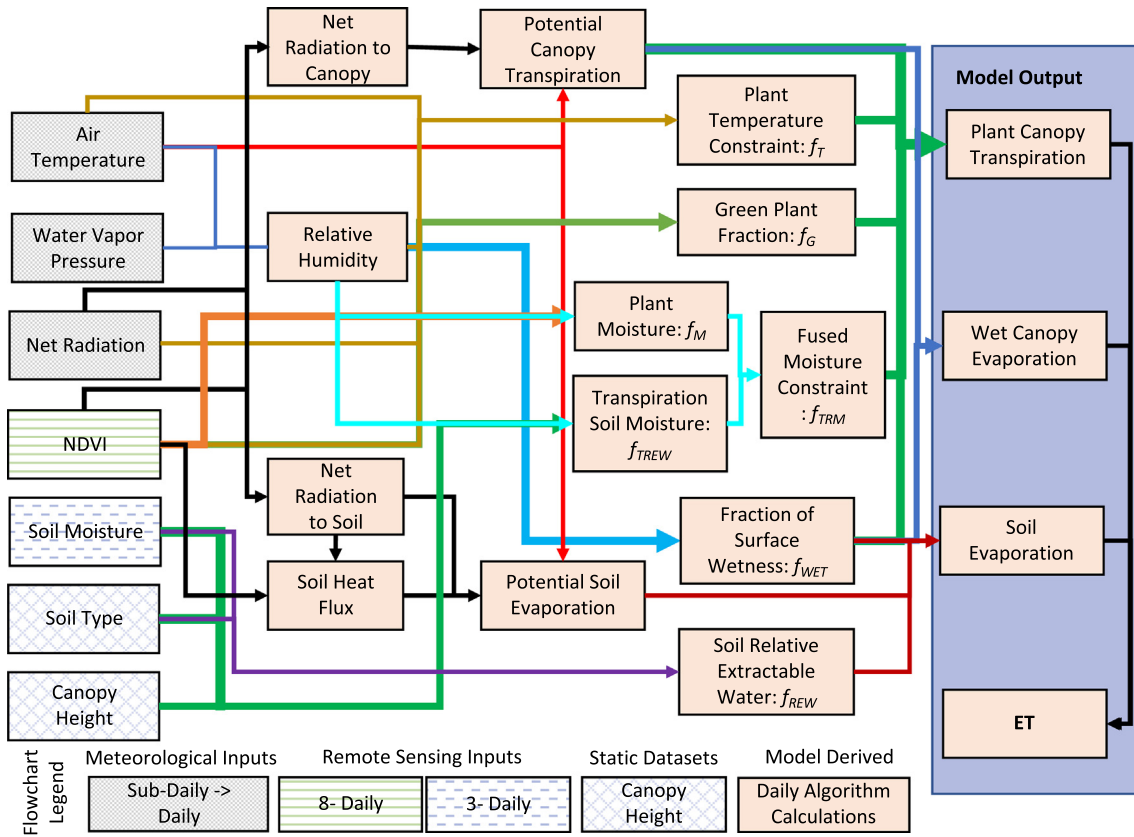 Net
Radiation to
Canopy
Potential
Canopy
Transpiration
Model Output
Air
Temperature
Plant
Temperature
Constraint: fT
Plant Canopy
Transpiration
Water Vapor
Pressure
Relative
Humidity
Green Plant
Fraction: fG
Net Radiation
Plant
Moisture: fM
Fused
Moisture
Constraint
: fTRM
Wet Canopy
Evaporation
NDVI
Transpiration
Soil Moisture:
fTREW
Net
Radiation
to Soil
Soil Moisture
Fraction of
Surface
Wetness: fWET
Soil
Evaporation
Soil Heat
Flux
Potential Soil
Evaporation
Soil Type
Soil Relative
Extractable
Water: fREW
Canopy
Height
ET
Flowchart
Legend
Meteorological Inputs
Remote Sensing Inputs
Static Datasets
Model Derived
Sub-Daily ->
Daily
8- Daily
3- Daily
Canopy
Height
Daily Algorithm
Calculations